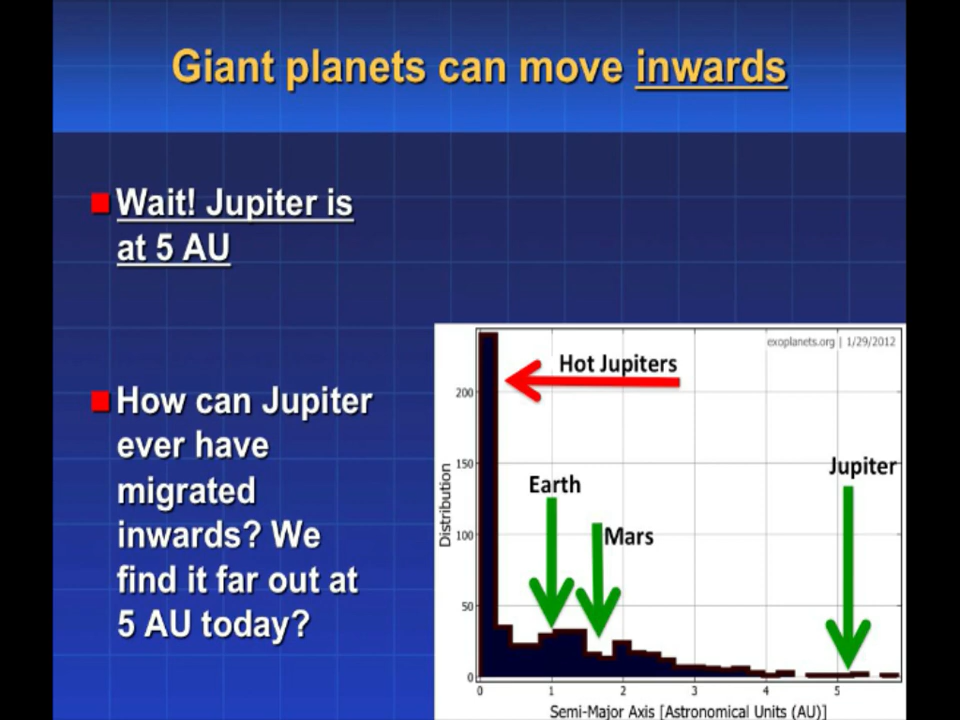 Giant planets can move inwards
Wait! Jupiter is
at 5 AU
How can Jupiter
ever have
migrated
inwards? We
find it far out at
5 AU today?
exoplanets.org | 1/29/2012
Hot Jupiters
Earth
Mars
Jupiter
Distribution
200
150
100
50
0
0 1 2 3 4 5
Semi-Major Axis [Astronomical Units (AU)]